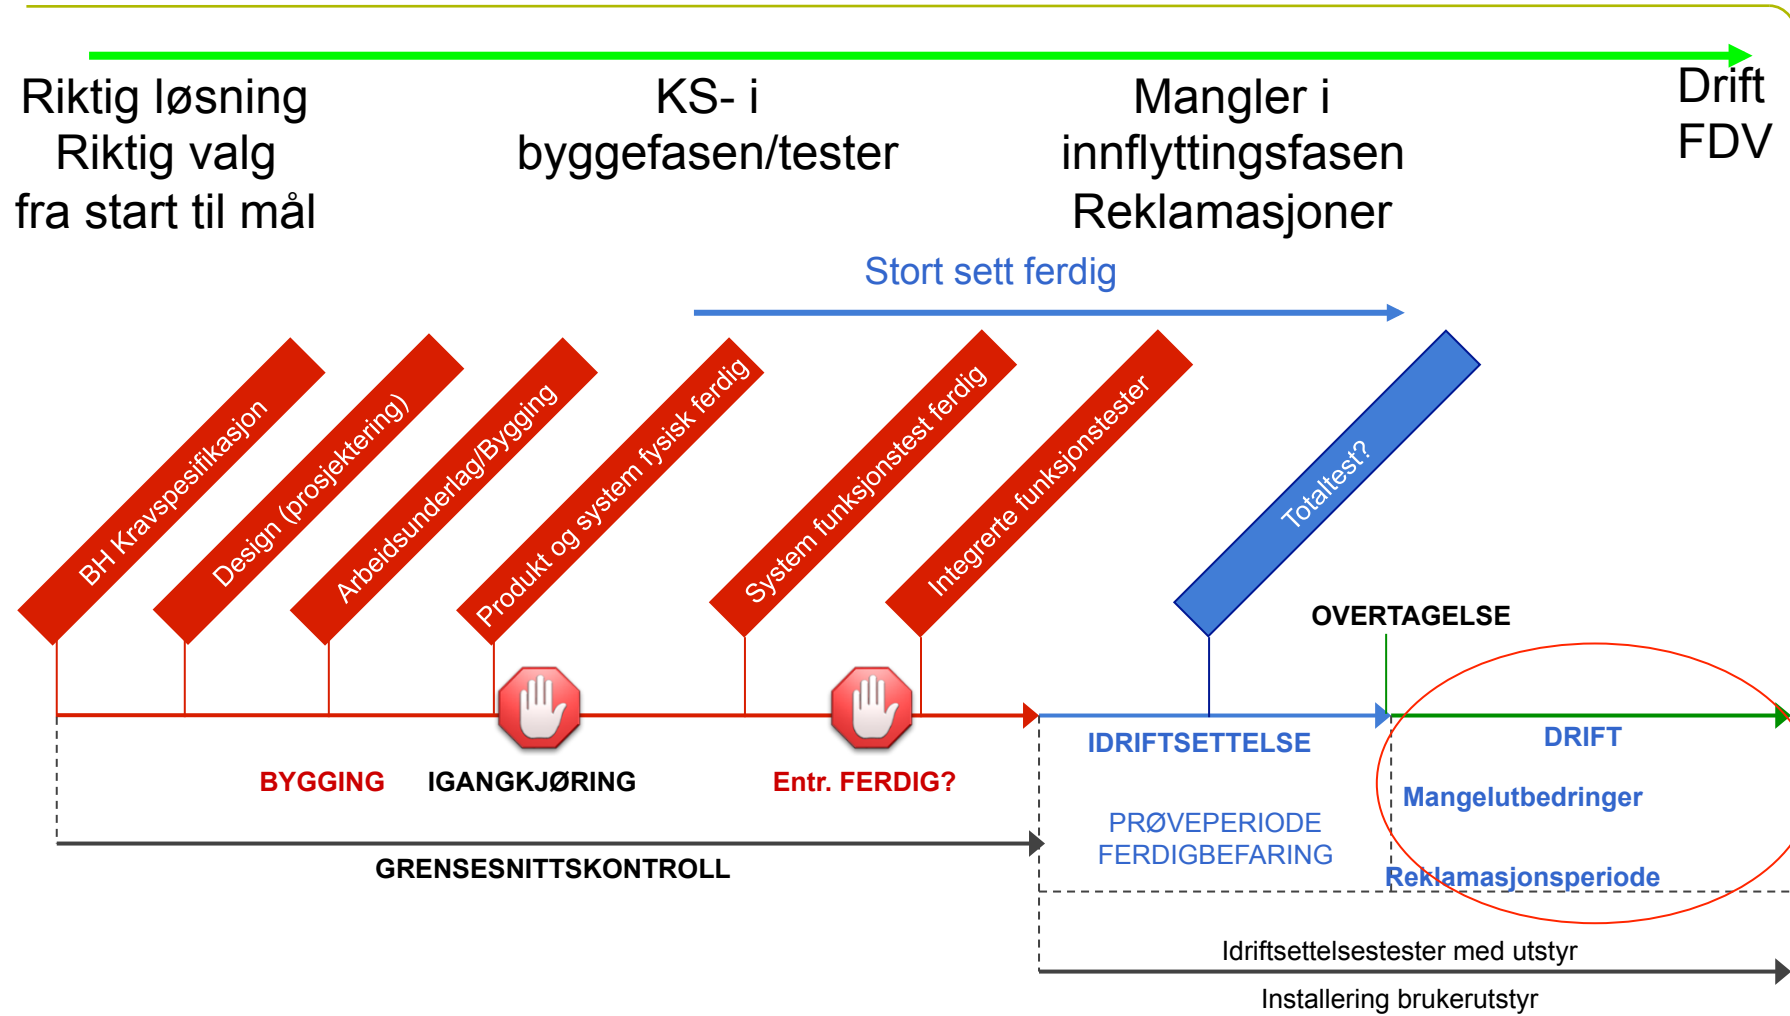 Riktig løsning
Riktig valg
fra start til mål
KS- i
byggefasen/tester
Mangler i
innflyttingsfasen
Reklamasjoner
Drift
FDV
Stort sett ferdig
BH Kravspesifikasjon
Design (prosjektering)
Arbeidsunderlag/Bygging
Produkt og system fysisk ferdig
System funksjonstest ferdig
Integrerte funksjonstester
Totaltest?
OVERTAGELSE
BYGGING
IGANGKJØRING
Entr. FERDIG?
IDRIFTSETTELSE
DRIFT
Mangelutbedringer
PRØVEPERIODE
FERDIGBEFARING
GRENSESNITTSKONTROLL
Reklamasjonsperiode
Idriftsettelsestester med utstyr
Installering brukerutstyr